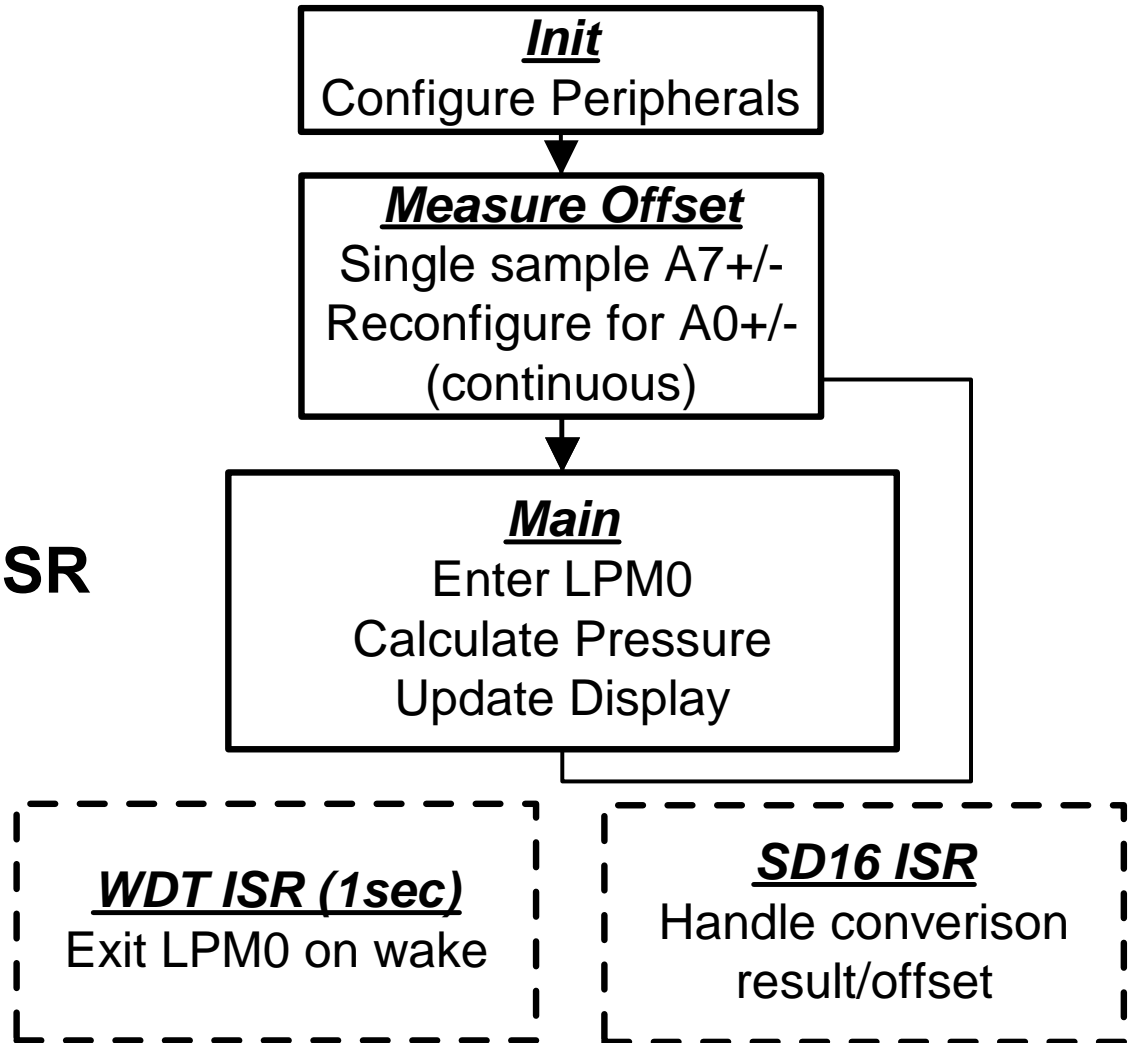 Init
Configure Peripherals
Measure Offset
Single sample A7+/-
Reconfigure for A0+/-
(continuous)
Main
Enter LPM0
Calculate Pressure
Update Display
SR
WDT ISR (1sec)
Exit LPM0 on wake
SD16 ISR
Handle converison
result/offset